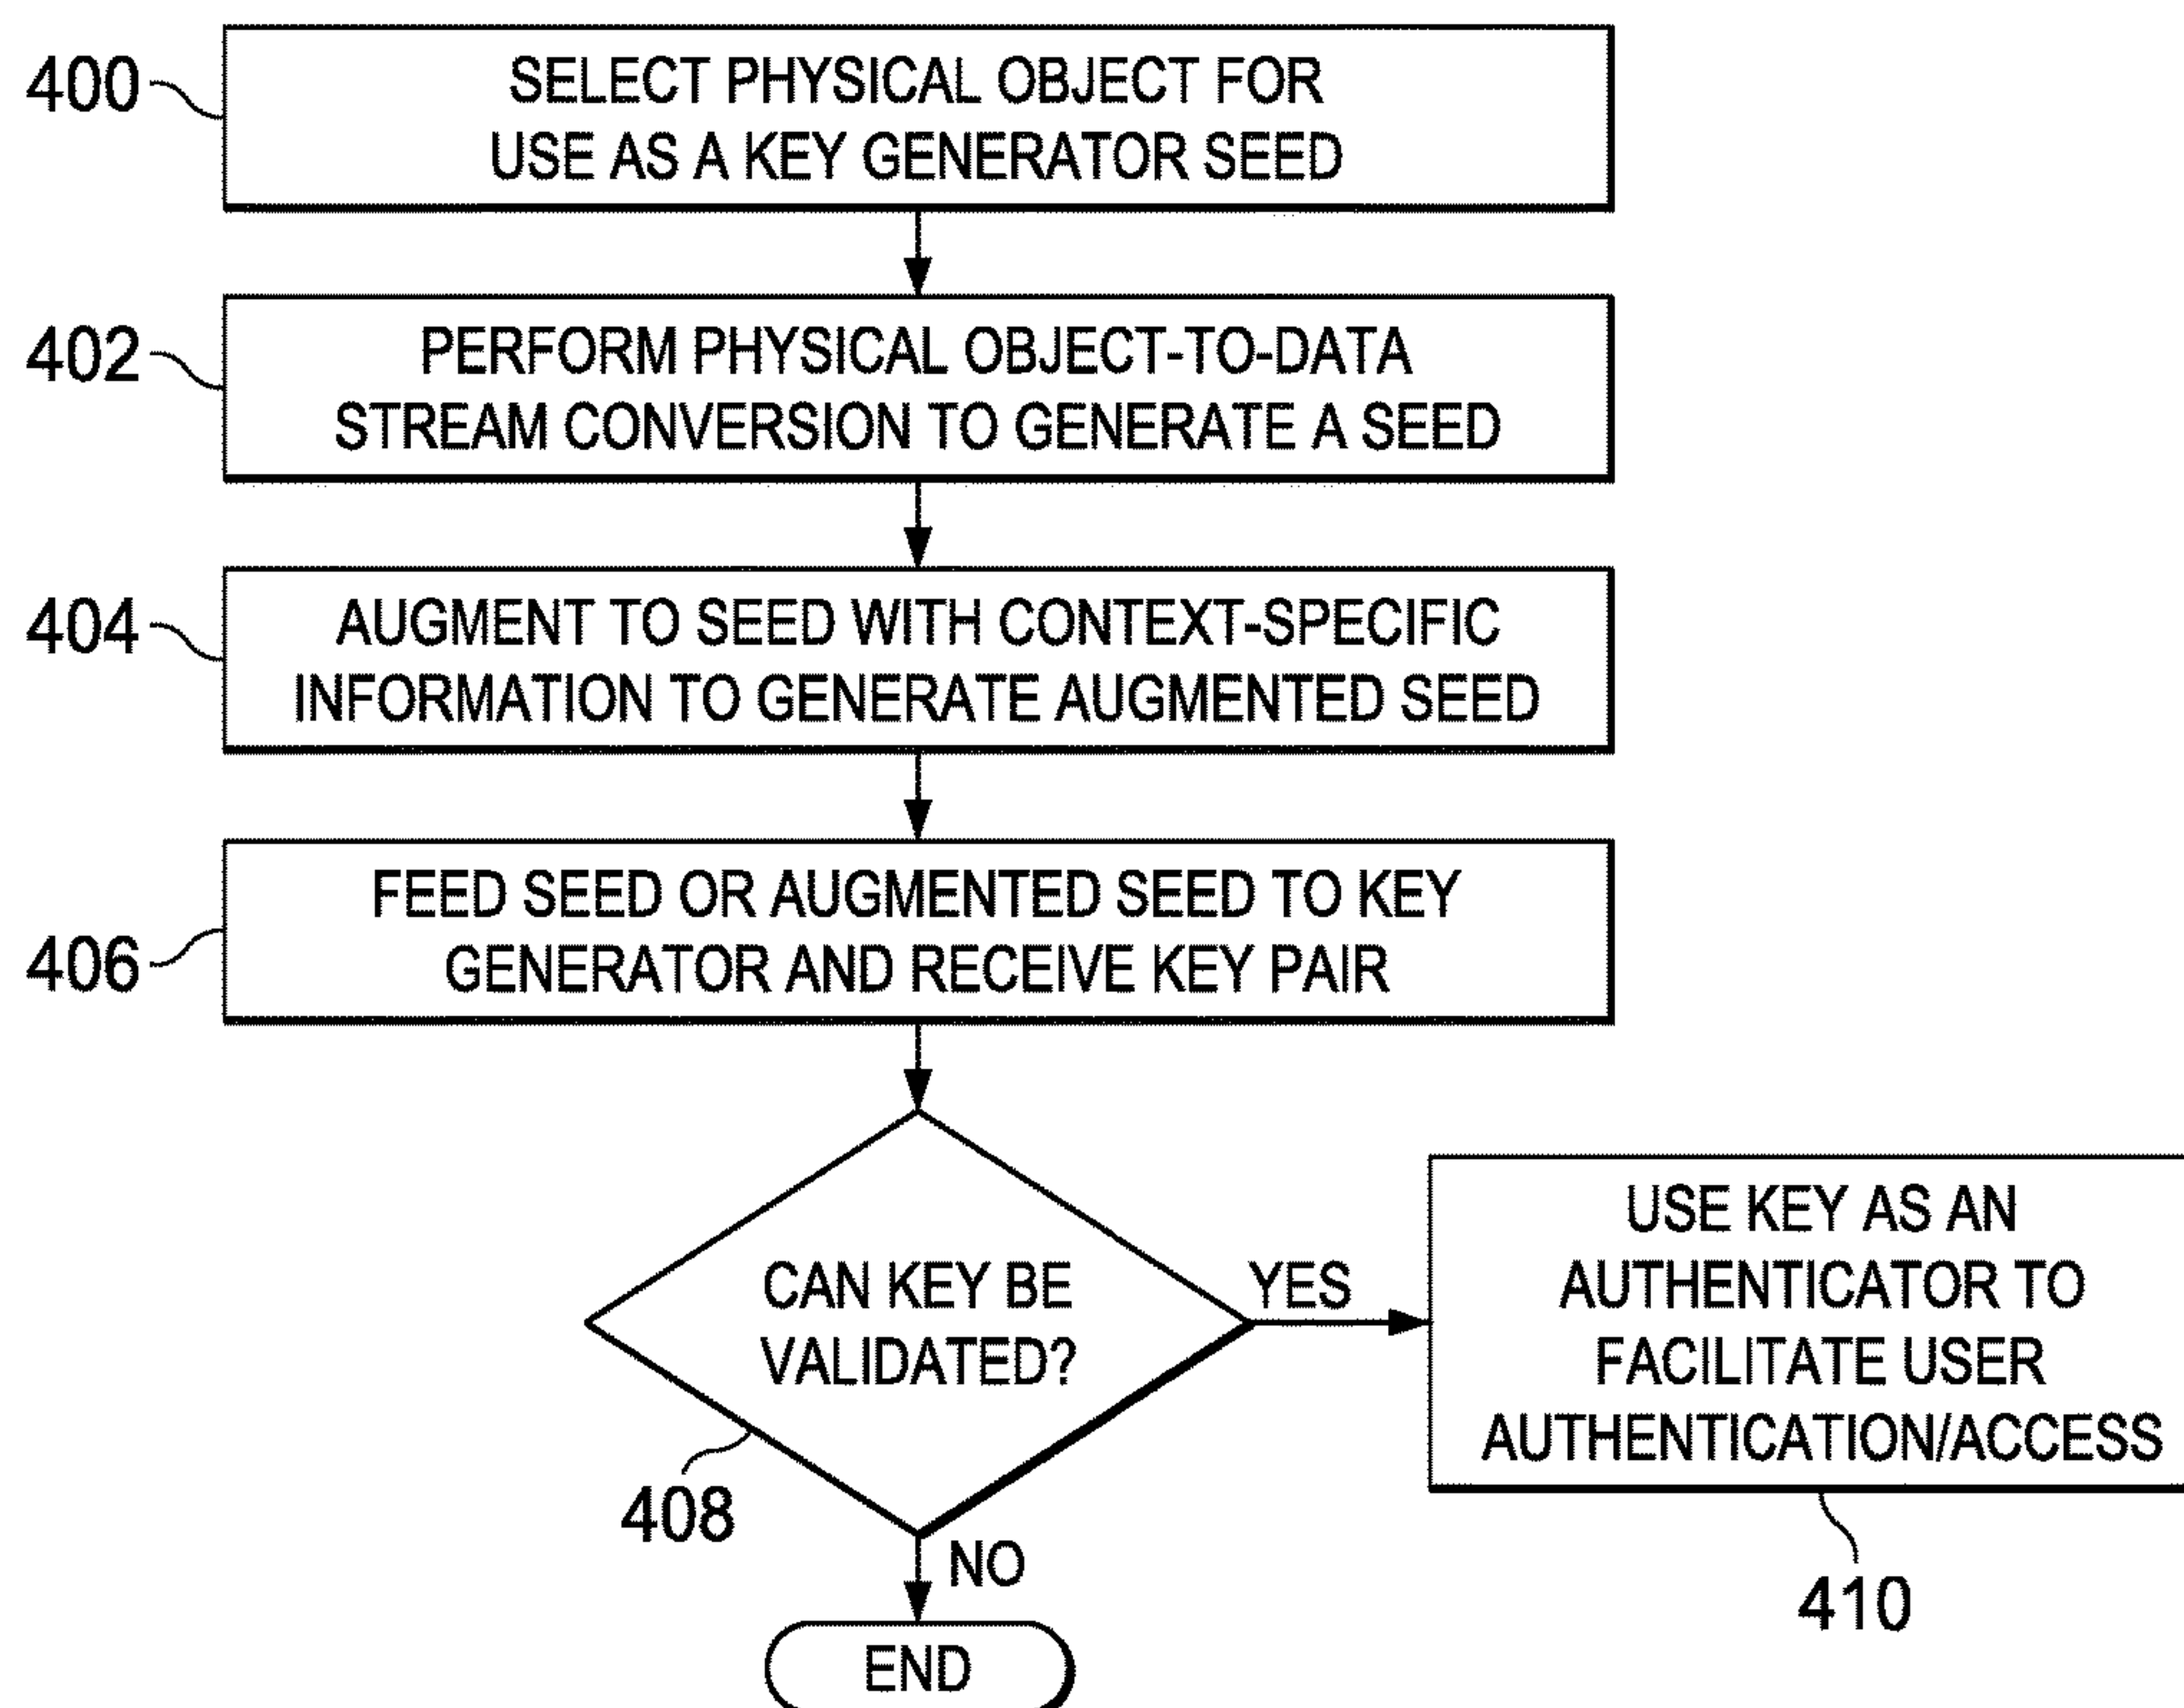 400
SELECT PHYSICAL OBJECT FOR
USE AS A KEY GENERATOR SEED
402
PERFORM PHYSICAL OBJECT-TO-DATA
STREAM CONVERSION TO GENERATE A SEED
404
AUGMENT TO SEED WITH CONTEXT-SPECIFIC
INFORMATION TO GENERATE AUGMENTED SEED
406
FEED SEED OR AUGMENTED SEED TO KEY
GENERATOR AND RECEIVE KEY PAIR
CAN KEY BE
VALIDATED?
408
YES
USE KEY AS AN
AUTHENTICATOR TO
FACILITATE USER
AUTHENTICATION/ACCESS
410
NO
END